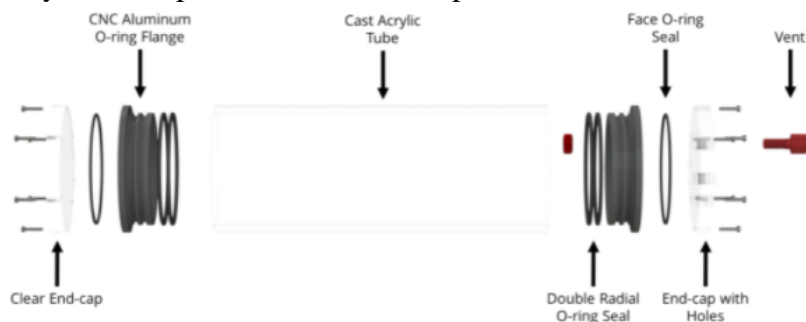 CNC Aluminum
O-ring Flange
Cast Acrylic
Tube
Face O-ring
Seal
Vent
Clear End-cap
Double Radial
O-ring Seal
End-cap with
Holes